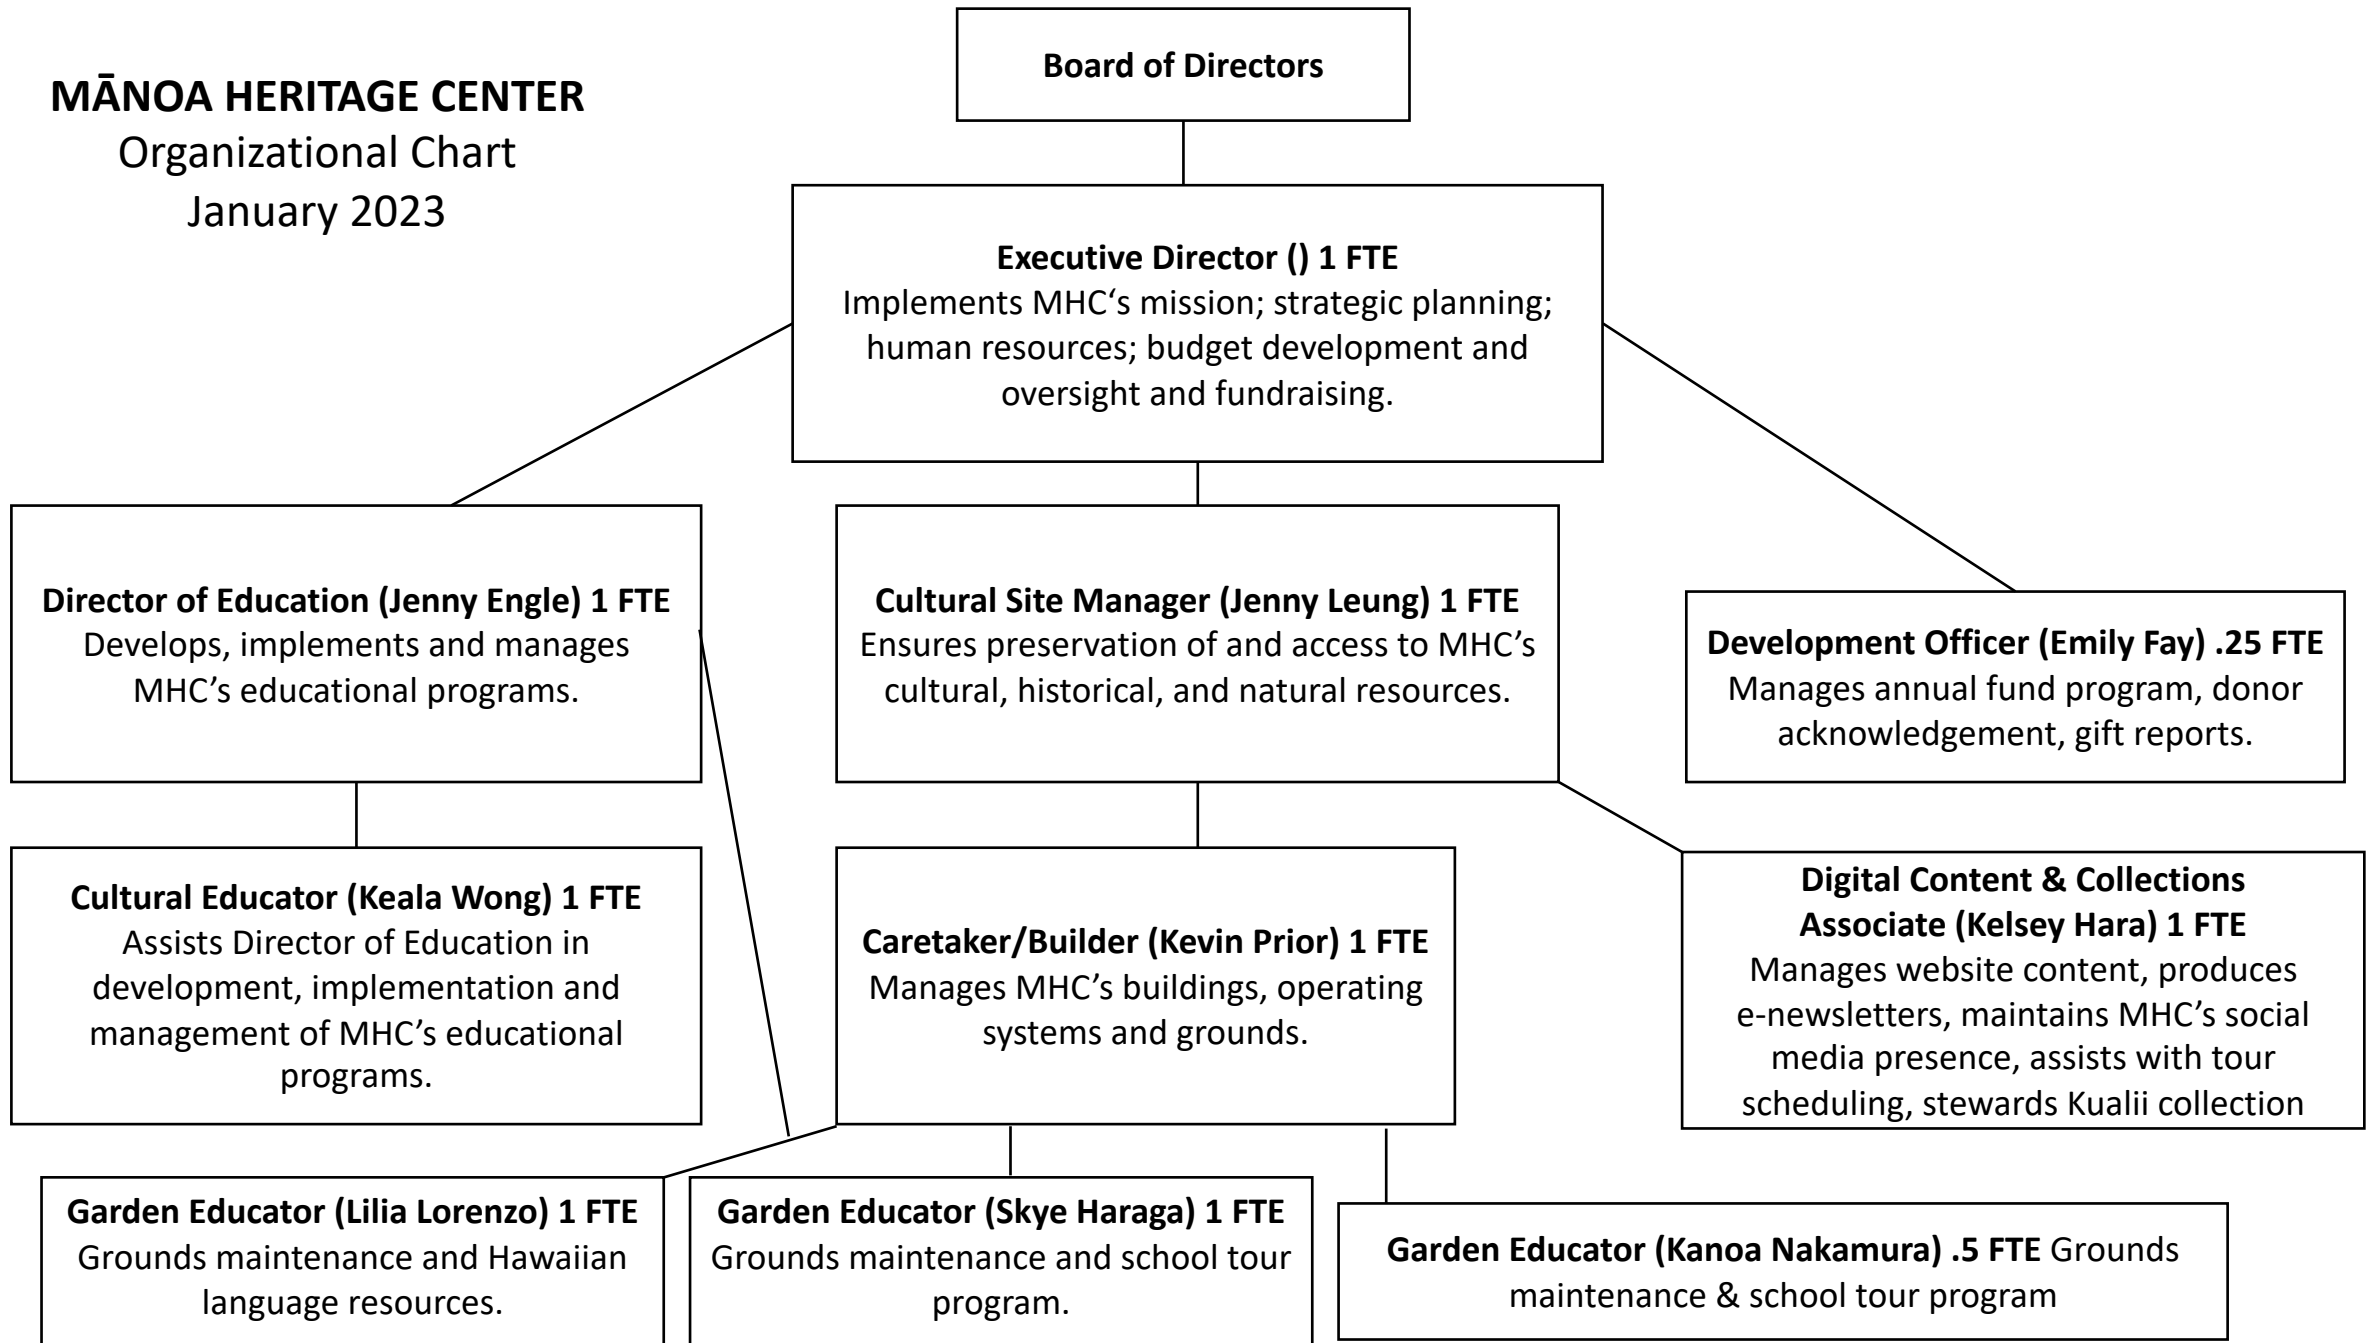 MĀNOA HERITAGE CENTER
Organizational Chart
January 2023
Board of Directors
Executive Director () 1 FTE
Implements MHC‘s mission; strategic planning;
human resources; budget development and
oversight and fundraising.
Director of Education (Jenny Engle) 1 FTE
Develops, implements and manages
MHC’s educational programs.
Cultural Site Manager (Jenny Leung) 1 FTE
Ensures preservation of and access to MHC’s
cultural, historical, and natural resources.
Development Officer (Emily Fay) .25 FTE
Manages annual fund program, donor
acknowledgement, gift reports.
Cultural Educator (Keala Wong) 1 FTE
Assists Director of Education in
development, implementation and
management of MHC’s educational
programs.
Caretaker/Builder (Kevin Prior) 1 FTE
Manages MHC’s buildings, operating
systems and grounds.
Digital Content & Collections
Associate (Kelsey Hara) 1 FTE
Manages website content, produces
e-newsletters, maintains MHC’s social
media presence, assists with tour
scheduling, stewards Kualii collection
Garden Educator (Lilia Lorenzo) 1 FTE
Grounds maintenance and Hawaiian
language resources.
Garden Educator (Skye Haraga) 1 FTE
Grounds maintenance and school tour
program.
Garden Educator (Kanoa Nakamura) .5 FTE Grounds
maintenance & school tour program